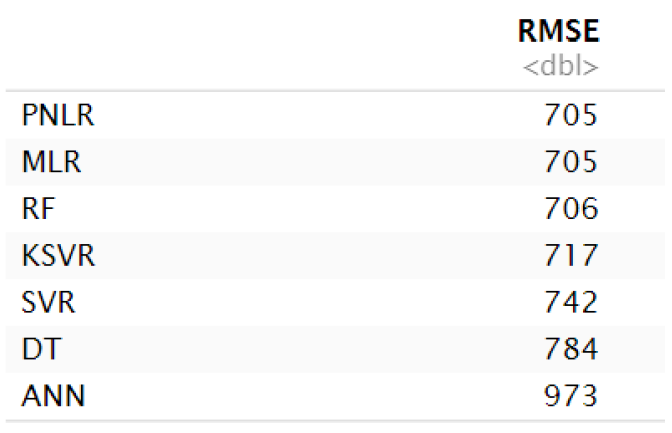 RMSE
<dbl>
PNLR 705
MLR 705
RF 706
KSVR 717
SVR 742
DT 784
ANN 973